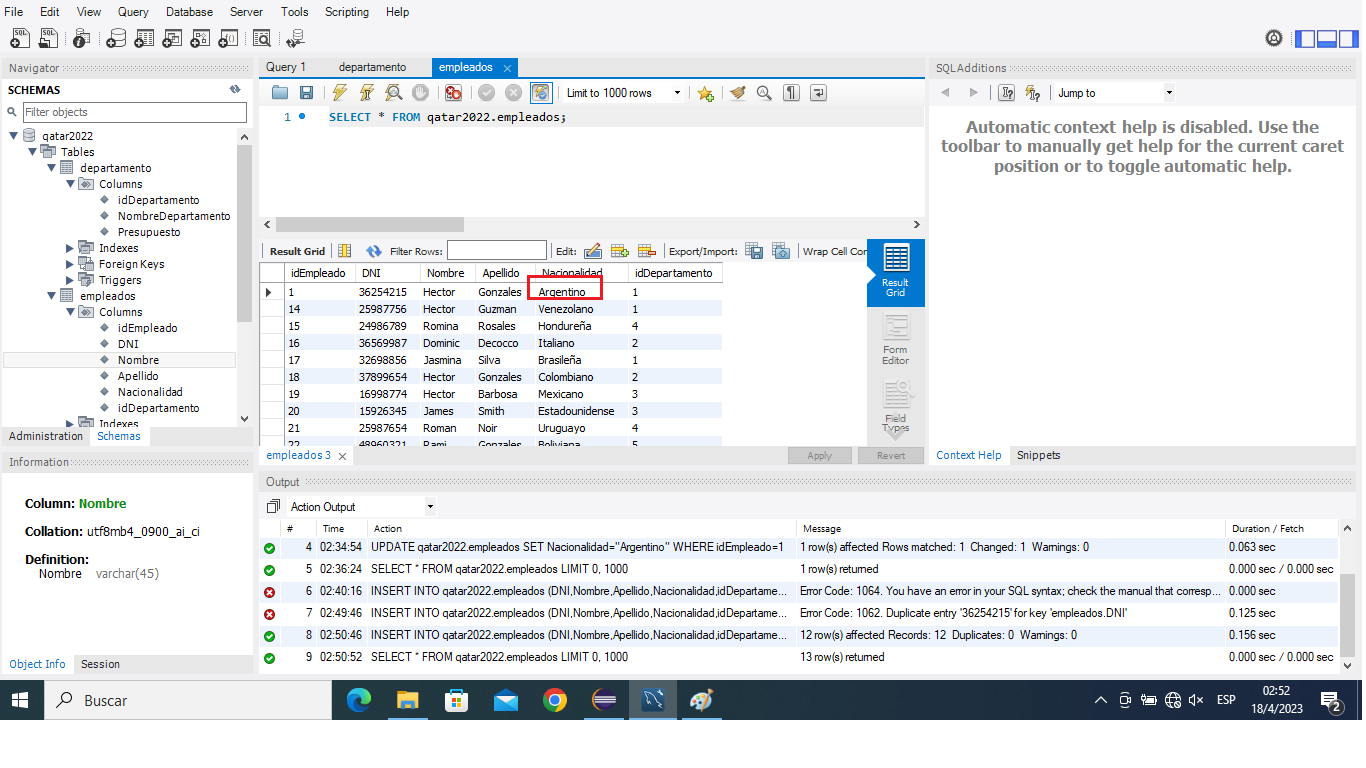 File Edit View Query Database Server Tools Scripting Help
Navigator
SCHEMAS
Filter objects
qatar2022
Tables
departamento
Columns
idDepartamento
NombreDepartamento
Presupuesto
Indexes
Foreign Keys
Triggers
empleados
Columns
idEmpleado
DNI
Nombre
Apellido
Nacionalidad
idDepartamento
Indexes
Administration Schemas
Information
Column: Nombre
Collation: utf8mb4_0900_ai_ci
Definition:
Nombre varchar(45)
Object Info Session
Query 1 departamento empleados
Limit to 1000 rows
1 SELECT * FROM qatar2022.empleados;
Result Grid Filter Rows: Edit: Export/Import: Wrap Cell Con
idEmpleado DNI Nombre Apellido Nacionalidad idDepartamento
1 36254215 Hector Gonzales Argentino 1
14 25987756 Hector Guzman Venezolano 1
15 24986789 Romina Rosales Hondureña 4
16 36569987 Dominic Decocco Italiano 2
17 32698856 Jasmina Silva Brasileña 1
18 37899654 Hector Gonzales Colombiano 2
19 16998774 Hector Barbosa Mexicano 3
20 15926345 James Smith Estadounidense 3
21 25987654 Roman Noir Uruguayo 4
22 48960321 Rami Gonzales Boliviana 5
Result
Grid
Form
Editor
Field
Types
empleados 3 Apply Revert
SQLAdditions
Jump to
Automatic context help is disabled. Use the
toolbar to manually get help for the current caret
position or to toggle automatic help.
Context Help Snippets
Output
Action Output
# Time Action Message Duration / Fetch
4 02:34:54 UPDATE qatar2022.empleados SET Nacionalidad="Argentino" WHERE idEmpleado=1 1 row(s) affected Rows matched: 1 Changed: 1 Warnings: 0 0.063 sec
5 02:36:24 SELECT * FROM qatar2022.empleados LIMIT 0, 1000 1 row(s) returned 0.000 sec / 0.000 sec
6 02:40:16 INSERT INTO qatar2022.empleados (DNI,Nombre,Apellido,Nacionalidad,idDepartame... Error Code: 1064. You have an error in your SQL syntax; check the manual that corresp... 0.000 sec
7 02:49:46 INSERT INTO qatar2022.empleados (DNI,Nombre,Apellido,Nacionalidad,idDepartame... Error Code: 1062. Duplicate entry '36254215' for key 'empleados.DNI' 0.125 sec
8 02:50:46 INSERT INTO qatar2022.empleados (DNI,Nombre,Apellido,Nacionalidad,idDepartame... 12 row(s) affected Records: 12 Duplicates: 0 Warnings: 0 0.156 sec
9 02:50:52 SELECT * FROM qatar2022.empleados LIMIT 0, 1000 13 row(s) returned 0.000 sec / 0.000 sec
Buscar
ESP
02:52
18/4/2023
2